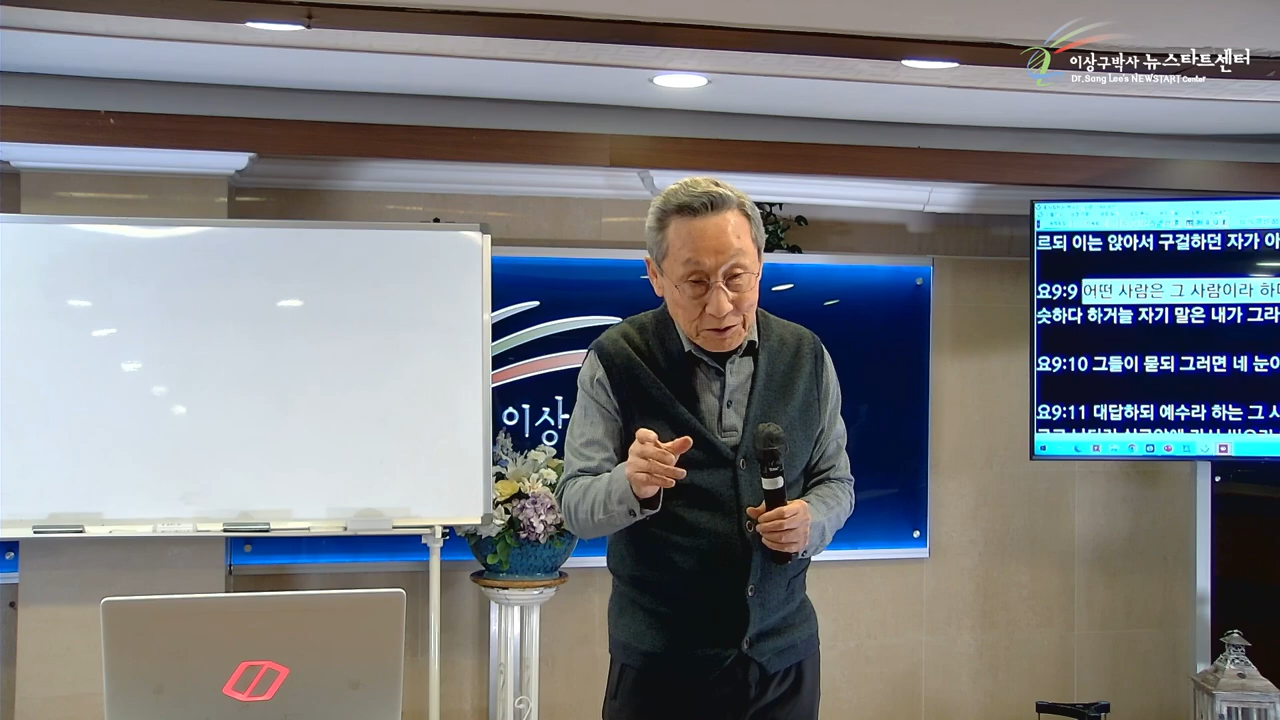 이상구박사 뉴스타트센터
Dr. Sang Lee's NEWSTART Center
르되 이는 앉아서 구걸하던 자가 아
요9:9 어떤 사람은 그 사람이라 하며
슷하다 하거늘 자기 말은 내가 그라
요9:10 그들이 묻되 그러면 네 눈이
요9:11 대답하되 예수라 하는 그 사
이상